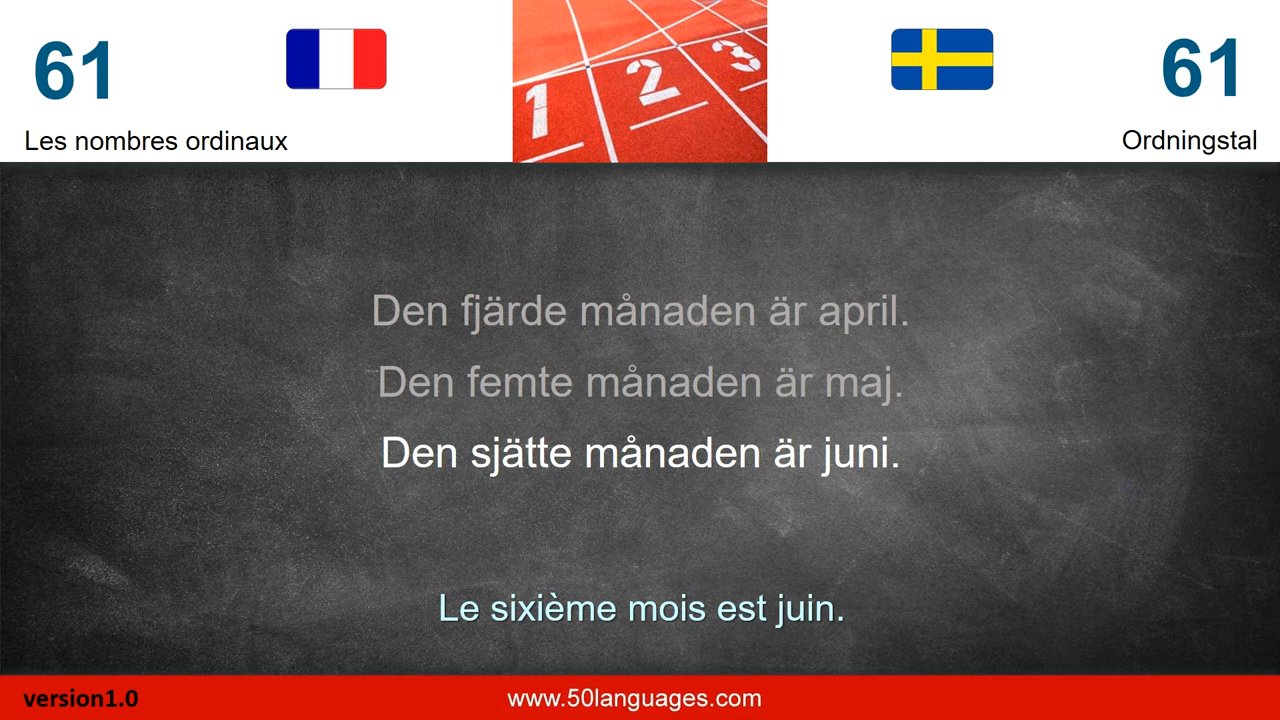 61
61
Les nombres ordinaux
Ordningstal
1 2 3
Den fjärde månaden är april.
Den femte månaden är maj.
Den sjätte månaden är juni.
Le sixième mois est juin.
version1.0
www.50languages.com